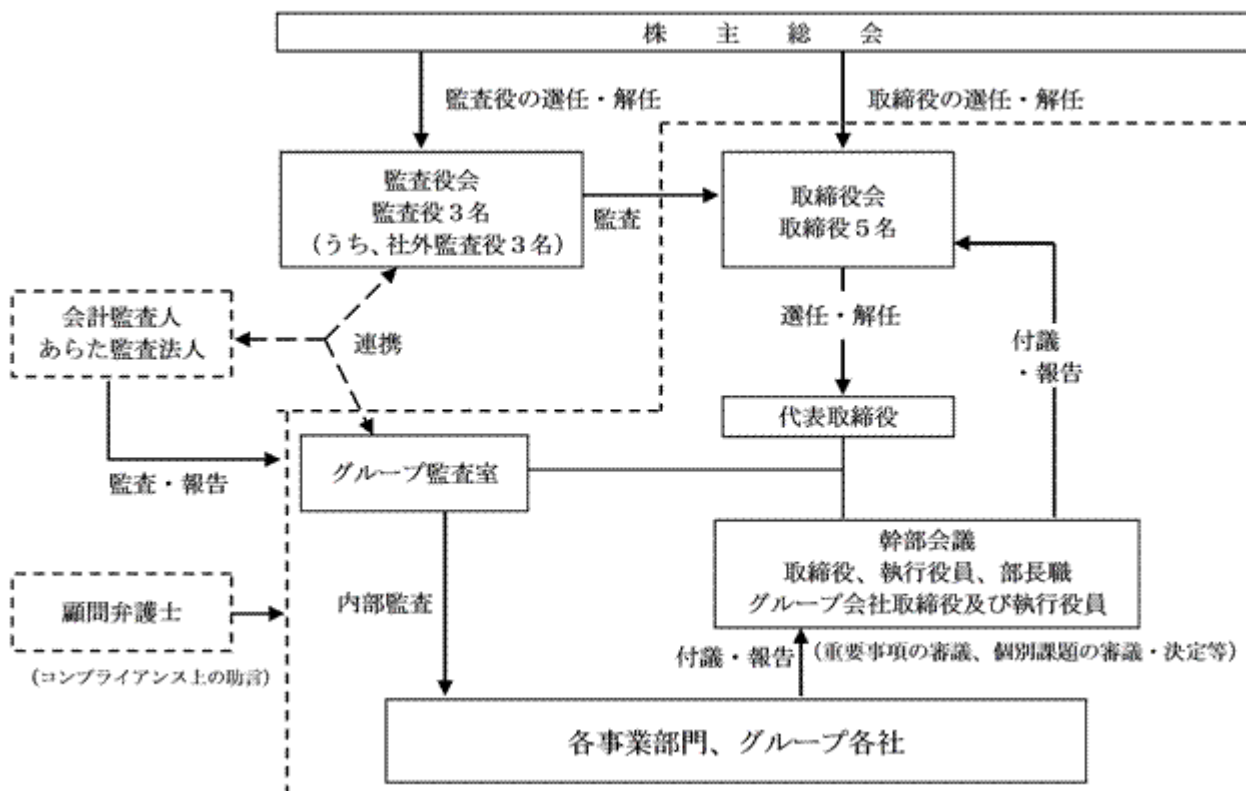 株主総会
監査役の選任・解任
取締役の選任・解任
監査役会
監査役３名
（うち、社外監査役３名）
監査
取締役会
取締役５名
会計監査人
あらた監査法人
連携
選任・解任
付議
・報告
代表取締役
グループ監査室
監査・報告
幹部会議
取締役、執行役員、部長職
グループ会社取締役及び執行役員
内部監査
顧問弁護士
（コンプライアンス上の助言）
付議・報告
（重要事項の審議、個別課題の審議・決定等）
各事業部門、グループ各社